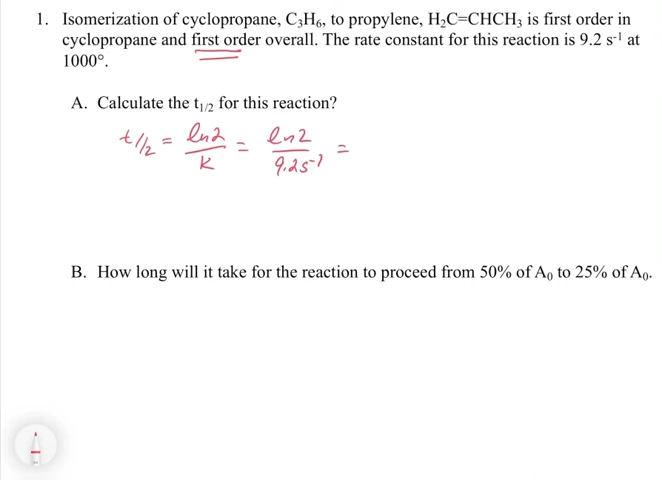 1. Isomerization of cyclopropane, C₃H₆, to propylene, H₂C=CHCH₃ is first order in
cyclopropane and first order overall. The rate constant for this reaction is 9.2 s⁻¹ at
1000°.
A. Calculate the t₁/₂ for this reaction?
t1/2 = ln2/K = ln2/9.2s⁻¹ =
B. How long will it take for the reaction to proceed from 50% of A₀ to 25% of A₀.